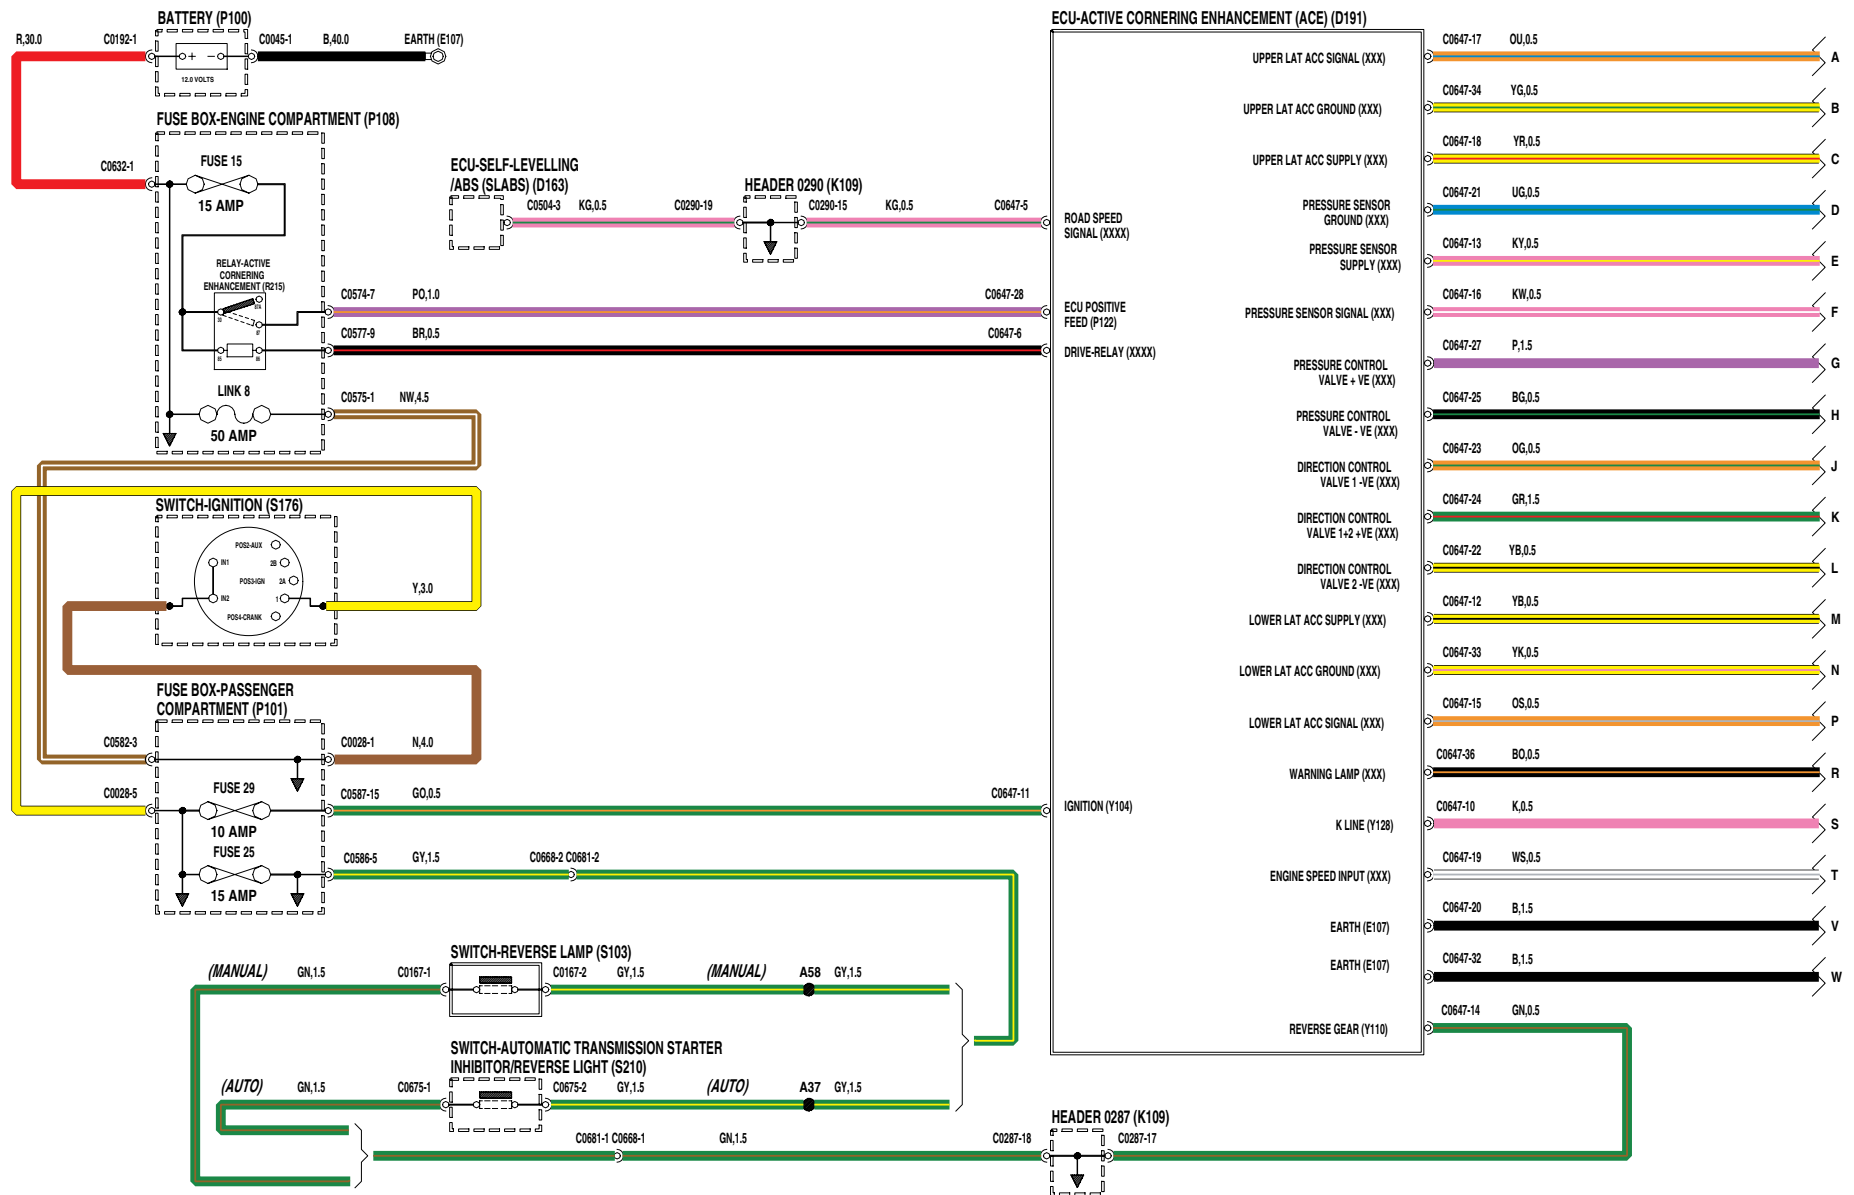 BATTERY (P100)
R,30.0
C0192-1
C0045-1
B,40.0
EARTH (E107)
+ −
12.0 VOLTS
FUSE BOX-ENGINE COMPARTMENT (P108)
C0632-1
FUSE 15
15 AMP
RELAY-ACTIVE
CORNERING
ENHANCEMENT (R215)
87A
30
87
85
86
LINK 8
50 AMP
C0574-7
PO,1.0
C0647-28
C0577-9
BR,0.5
C0647-6
C0575-1
NW,4.5
ECU-SELF-LEVELLING
/ABS (SLABS) (D163)
C0504-3
KG,0.5
C0290-19
HEADER 0290 (K109)
C0290-15
KG,0.5
C0647-5
SWITCH-IGNITION (S176)
POS2-AUX
IN1
2B
POS3-IGN
2A
IN2
1
POS4-CRANK
Y,3.0
FUSE BOX-PASSENGER
COMPARTMENT (P101)
C0582-3
C0028-1
N,4.0
C0028-5
FUSE 29
10 AMP
C0587-15
GO,0.5
C0647-11
FUSE 25
15 AMP
C0586-5
GY,1.5
C0668-2 C0681-2
SWITCH-REVERSE LAMP (S103)
(MANUAL)
GN,1.5
C0167-1
C0167-2
GY,1.5
(MANUAL)
A58
GY,1.5
SWITCH-AUTOMATIC TRANSMISSION STARTER
INHIBITOR/REVERSE LIGHT (S210)
(AUTO)
GN,1.5
C0675-1
C0675-2
GY,1.5
(AUTO)
A37
GY,1.5
C0681-1 C0668-1
GN,1.5
C0287-18
HEADER 0287 (K109)
C0287-17
ECU-ACTIVE CORNERING ENHANCEMENT (ACE) (D191)
ROAD SPEED
SIGNAL (XXXX)
ECU POSITIVE
FEED (P122)
DRIVE-RELAY (XXXX)
IGNITION (Y104)
UPPER LAT ACC SIGNAL (XXX)
C0647-17
OU,0.5
A
UPPER LAT ACC GROUND (XXX)
C0647-34
YG,0.5
B
UPPER LAT ACC SUPPLY (XXX)
C0647-18
YR,0.5
C
PRESSURE SENSOR
GROUND (XXX)
C0647-21
UG,0.5
D
PRESSURE SENSOR
SUPPLY (XXX)
C0647-13
KY,0.5
E
PRESSURE SENSOR SIGNAL (XXX)
C0647-16
KW,0.5
F
PRESSURE CONTROL
VALVE + VE (XXX)
C0647-27
P,1.5
G
PRESSURE CONTROL
VALVE - VE (XXX)
C0647-25
BG,0.5
H
DIRECTION CONTROL
VALVE 1 -VE (XXX)
C0647-23
OG,0.5
J
DIRECTION CONTROL
VALVE 1+2 +VE (XXX)
C0647-24
GR,1.5
K
DIRECTION CONTROL
VALVE 2 -VE (XXX)
C0647-22
YB,0.5
L
LOWER LAT ACC SUPPLY (XXX)
C0647-12
YB,0.5
M
LOWER LAT ACC GROUND (XXX)
C0647-33
YK,0.5
N
LOWER LAT ACC SIGNAL (XXX)
C0647-15
OS,0.5
P
WARNING LAMP (XXX)
C0647-36
BO,0.5
R
K LINE (Y128)
C0647-10
K,0.5
S
ENGINE SPEED INPUT (XXX)
C0647-19
WS,0.5
T
EARTH (E107)
C0647-20
B,1.5
V
EARTH (E107)
C0647-32
B,1.5
W
REVERSE GEAR (Y110)
C0647-14
GN,0.5